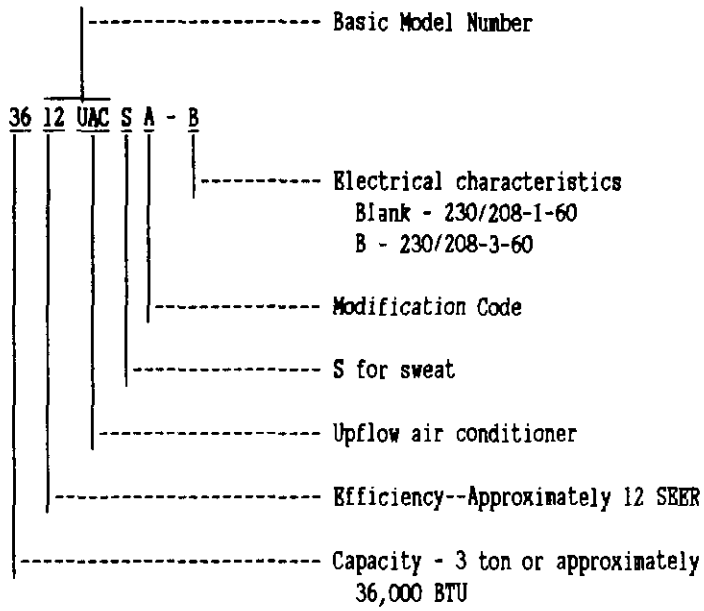 Basic Model Number
36 12 UAC S A - B
Electrical characteristics
Blank - 230/208-1-60
B - 230/208-3-60
Modification Code
S for sweat
Upflow air conditioner
Efficiency--Approximately 12 SEER
Capacity - 3 ton or approximately
36,000 BTU